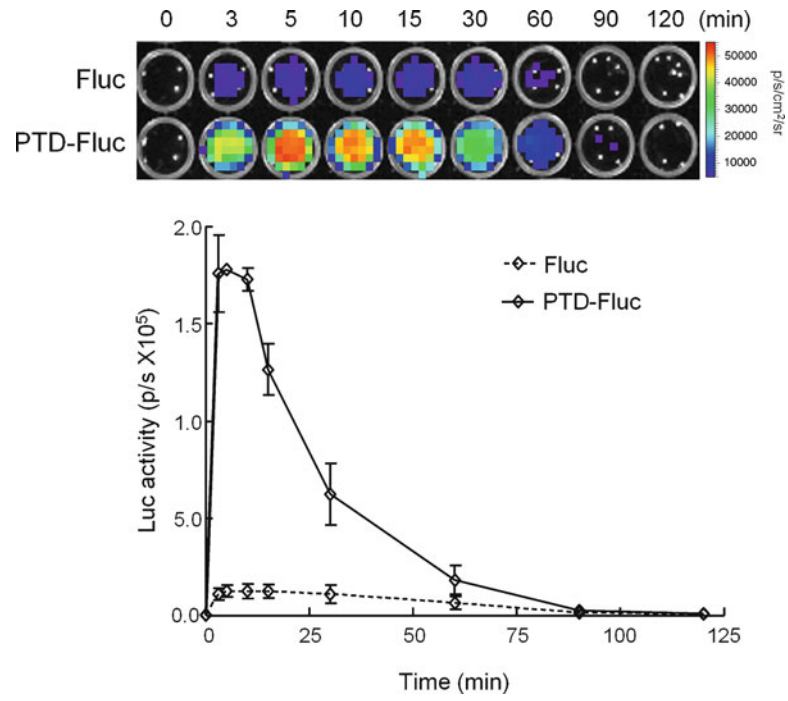 0 3 5 10 15 30 60 90 120 (min)
Fluc
PTD-Fluc
50000
40000
30000
20000
10000
p/s/cm²/sr
2.0
1.5
1.0
5.0
0.0
Luc activity (p/s X10⁵)
Fluc
PTD-Fluc
0 25 50 75 100 125
Time (min)